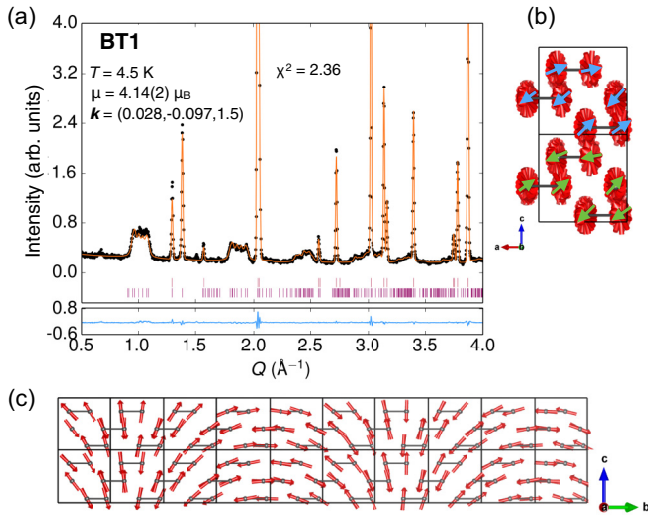 (a)
BT1
T = 4.5 K
μ = 4.14(2) μB
k = (0.028,-0.097,1.5)
χ² = 2.36
Intensity (arb. units)
4.0
3.2
2.4
1.6
0.8
0.0
0.8
-0.6
0.5 1.0 1.5 2.0 2.5 3.0 3.5 4.0
Q (Å⁻¹)
(b)
c
a
(c)
c
a b